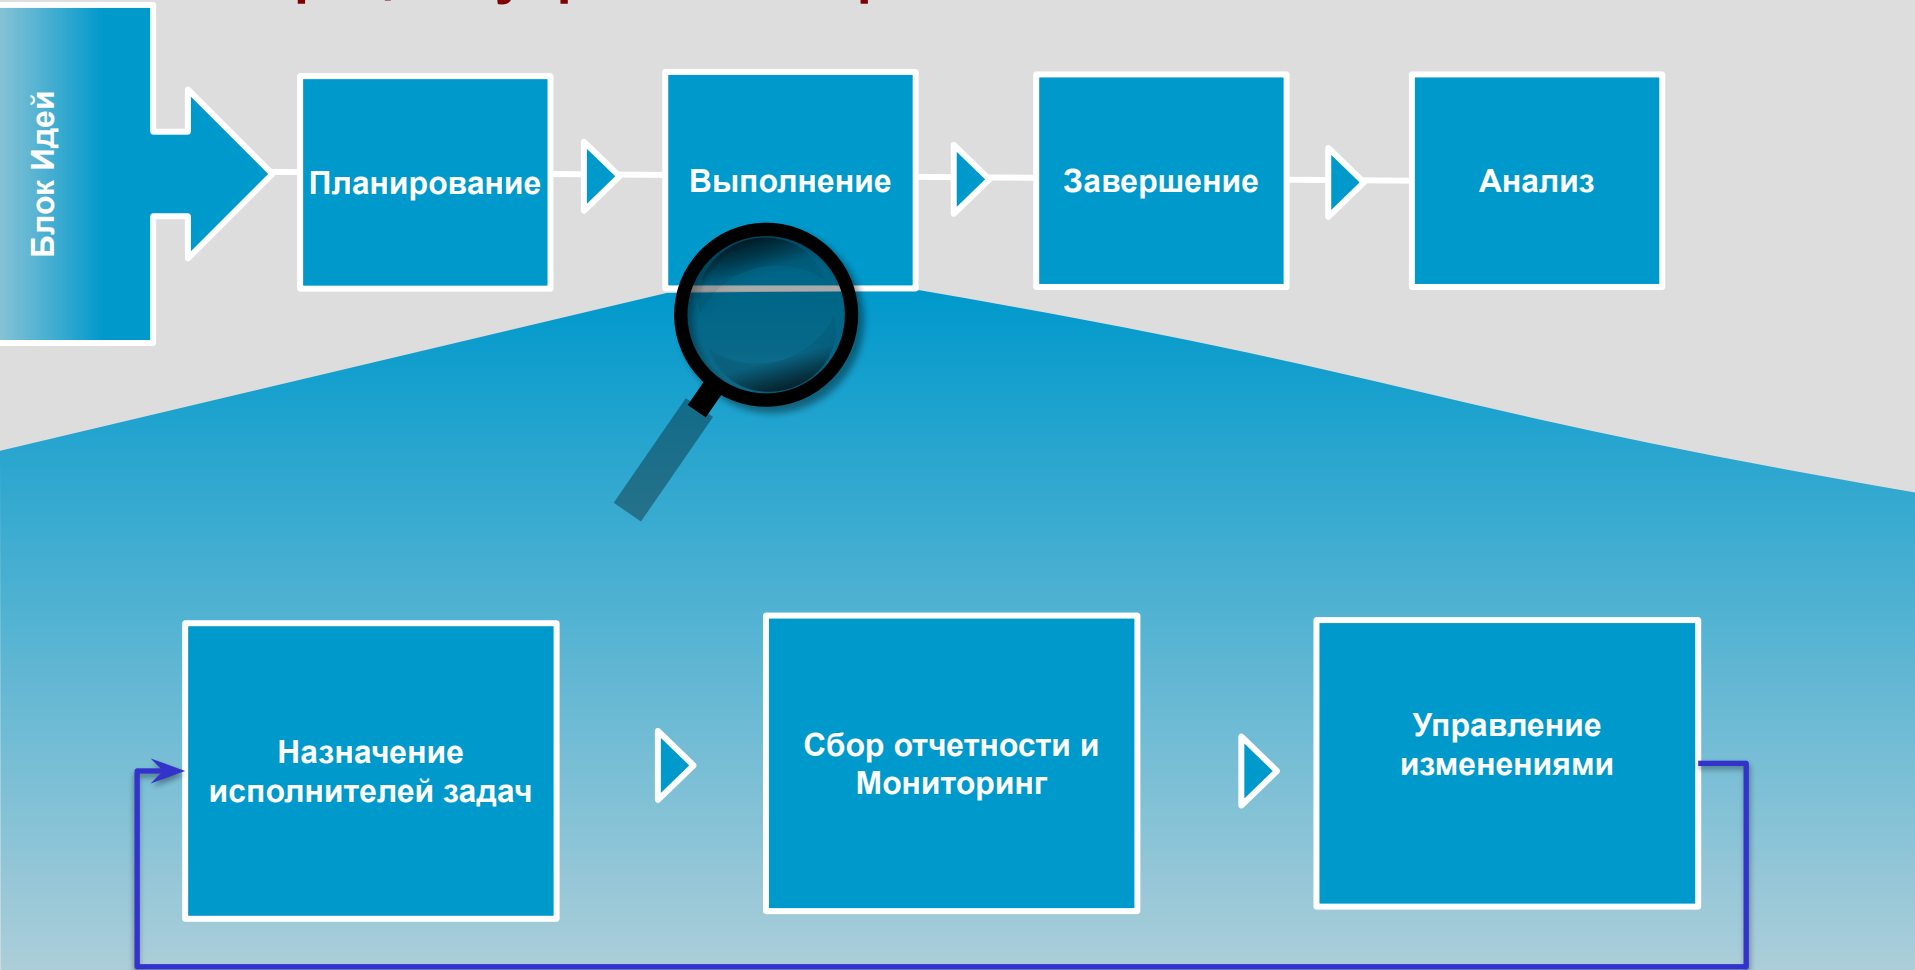 Блок Идей
Планирование
Выполнение
Завершение
Анализ
Назначение
исполнителей задач
Сбор отчетности и
Мониторинг
Управление
изменениями